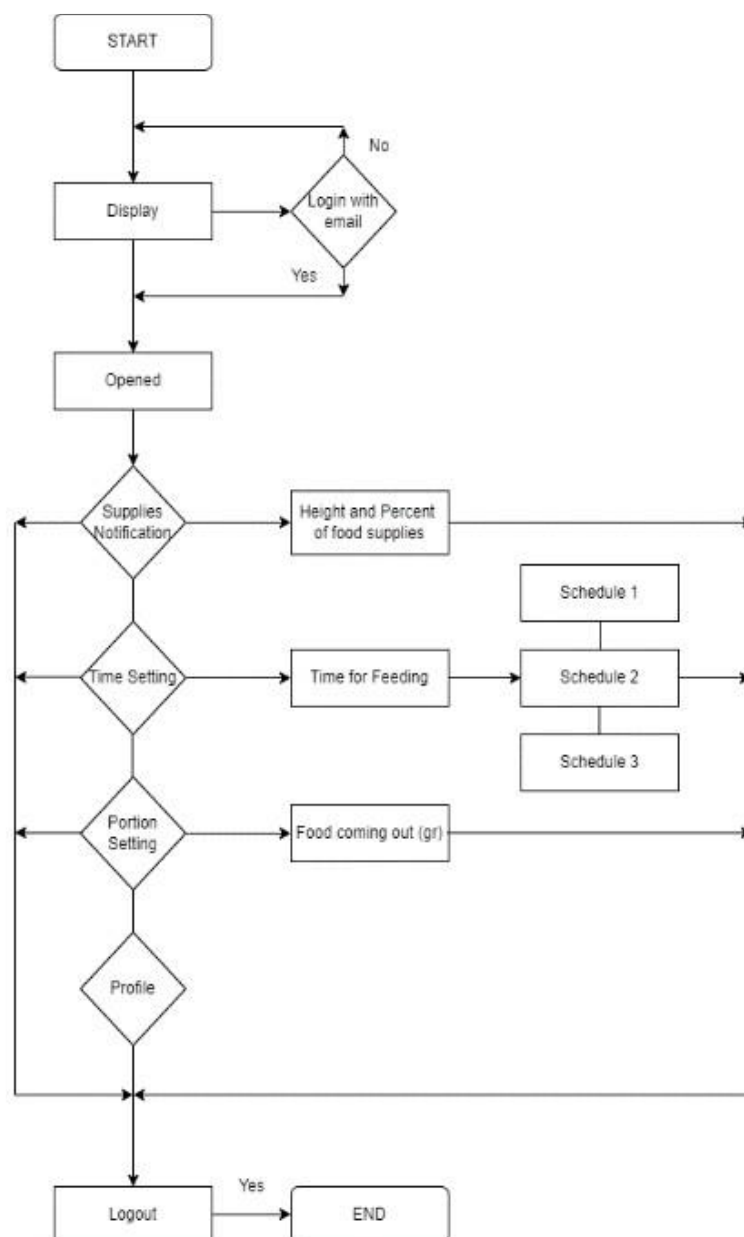 START
No
Login with
email
Display
Yes
Opened
Supplies
Notification
Height and Percent
of food supplies
Schedule 1
Time Setting
Time for Feeding
Schedule 2
Schedule 3
Portion
Setting
Food coming out (gr)
Profile
Logout
Yes
END